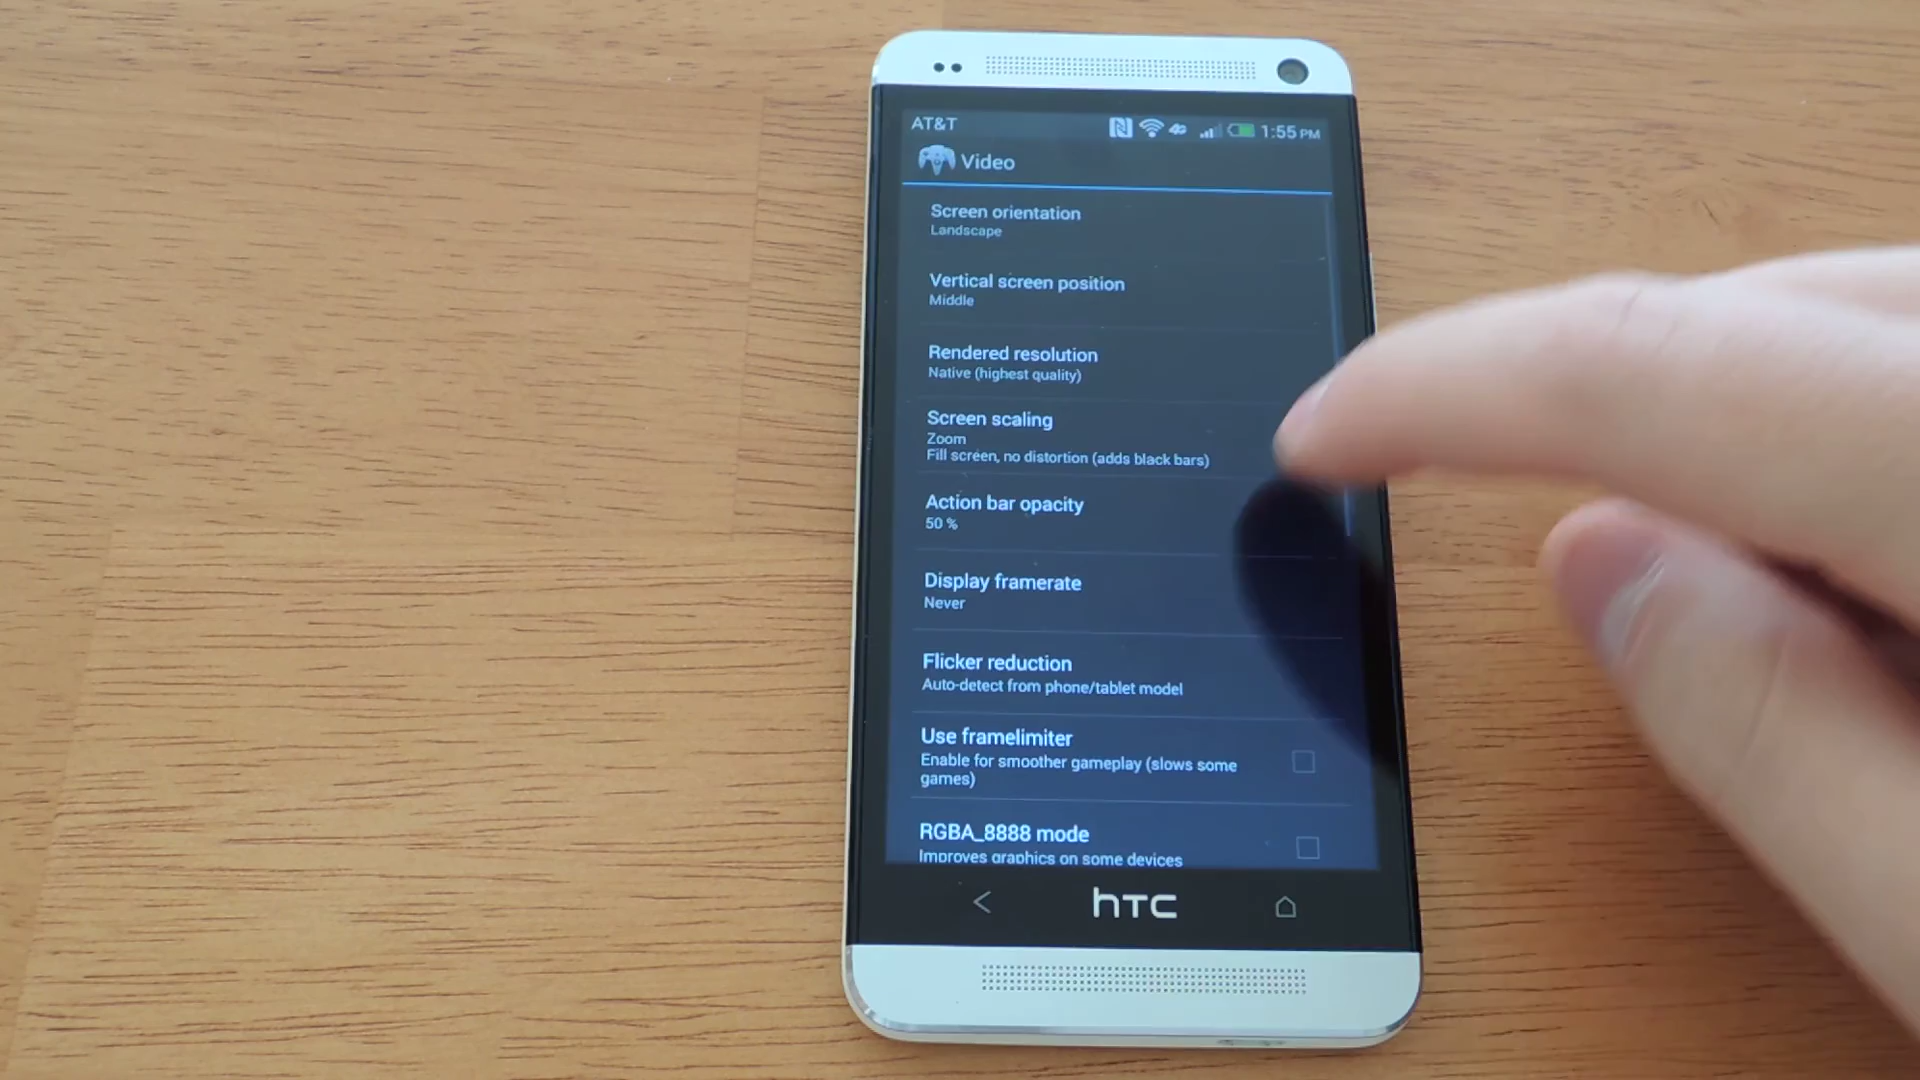 AT&T
4G
1:55 PM
Video
Screen orientation
Landscape
Vertical screen position
Middle
Rendered resolution
Native (highest quality)
Screen scaling
Zoom
Fill screen, no distortion (adds black bars)
Action bar opacity
50 %
Display framerate
Never
Flicker reduction
Auto-detect from phone/tablet model
Use framelimiter
Enable for smoother gameplay (slows some
games)
RGBA_8888 mode
Improves graphics on some devices
hTC